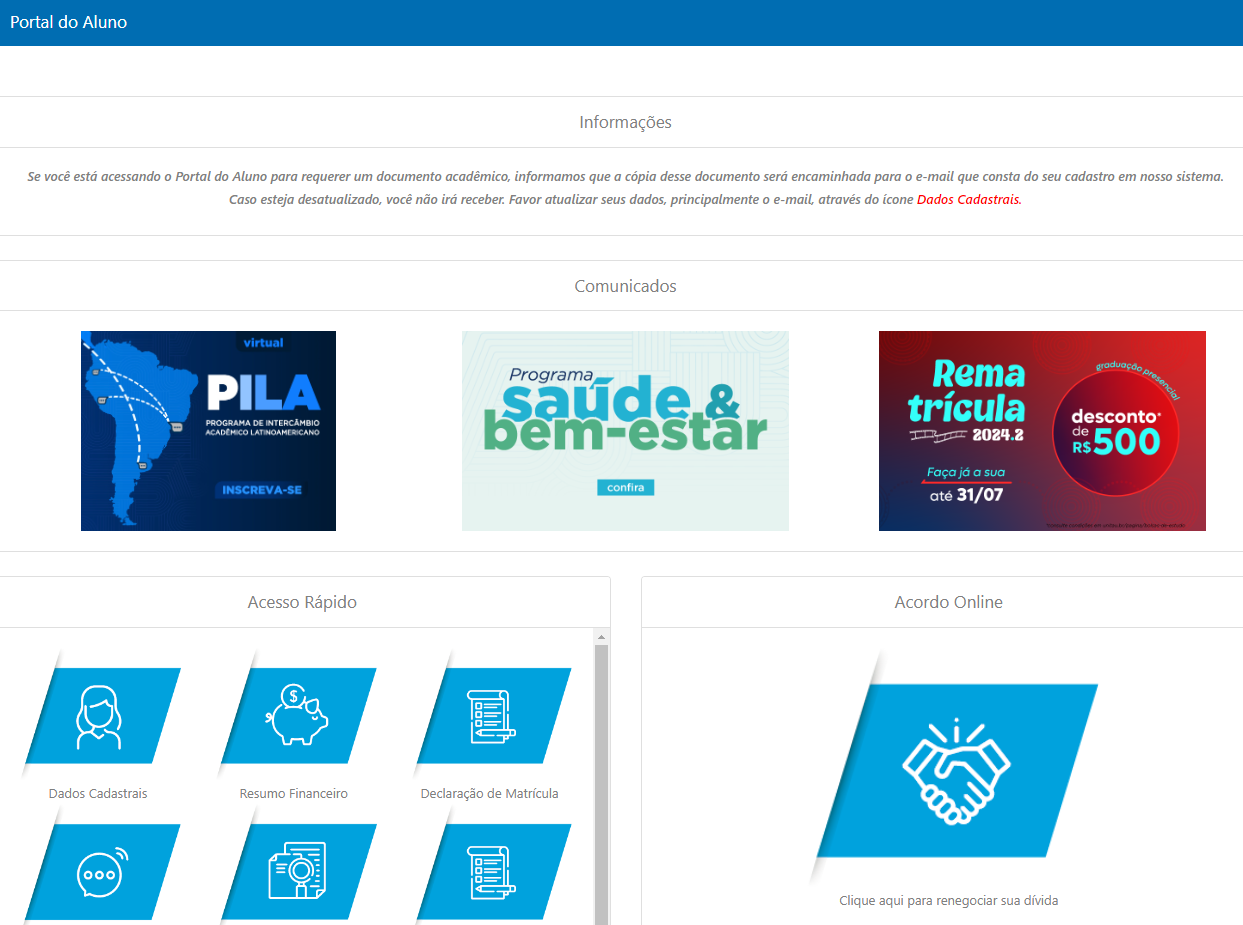 Portal do Aluno
Informações
Se você está acessando o Portal do Aluno para requerer um documento acadêmico, informamos que a cópia desse documento será encaminhada para o e-mail que consta do seu cadastro em nosso sistema.
Caso esteja desatualizado, você não irá receber. Favor atualizar seus dados, principalmente o e-mail, através do ícone Dados Cadastrais.
Comunicados
virtual
PILA
PROGRAMA DE INTERCÂMBIO
ACADÊMICO LATINOAMERICANO
INSCREVA-SE
Programa
saúde &
bem-estar
confira
Rema
trícula
2024.2
Faça já a sua
até 31/07
graduação presencial
desconto*
de
R$500
Acesso Rápido
Dados Cadastrais
Resumo Financeiro
Declaração de Matrícula
Acordo Online
Clique aqui para renegociar sua dívida